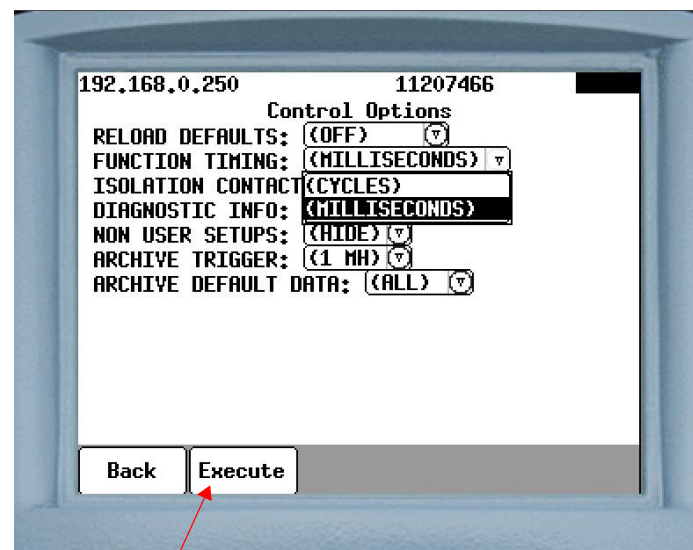 192.168.0.250 11207466
Control Options
RELOAD DEFAULTS: (OFF)
FUNCTION TIMING: (MILLISECONDS)
ISOLATION CONTACT (CYCLES)
DIAGNOSTIC INFO: (MILLISECONDS)
NON USER SETUPS: (HIDE)
ARCHIVE TRIGGER: (1 MH)
ARCHIVE DEFAULT DATA: (ALL)
Back Execute